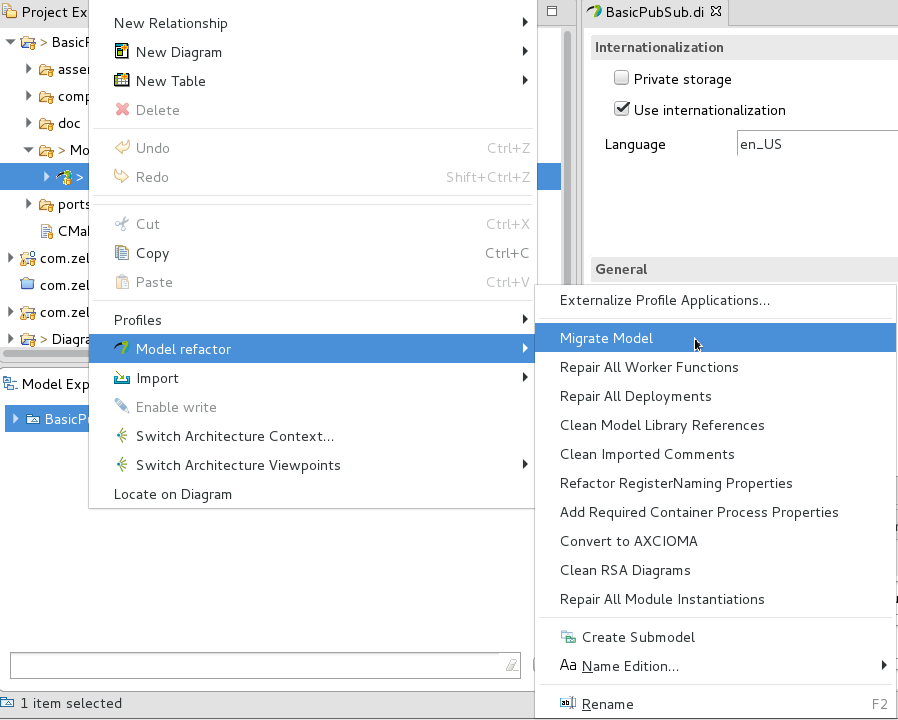 Project Ex
> BasicP
asse
comp
doc
> Mo
>
ports
CMa
com.zel
com.zel
com.zel
> Diagra
Model Exp
BasicPu
1 item selected
New Relationship
New Diagram
New Table
Delete
Undo Ctrl+Z
Redo Shift+Ctrl+Z
Cut Ctrl+X
Copy Ctrl+C
Paste Ctrl+V
Profiles
Model refactor
Import
Enable write
Switch Architecture Context...
Switch Architecture Viewpoints
Locate on Diagram
BasicPubSub.di
Internationalization
Private storage
Use internationalization
Language en_US
General
Externalize Profile Applications...
Migrate Model
Repair All Worker Functions
Repair All Deployments
Clean Model Library References
Clean Imported Comments
Refactor RegisterNaming Properties
Add Required Container Process Properties
Convert to AXCIOMA
Clean RSA Diagrams
Repair All Module Instantiations
Create Submodel
Aa Name Edition...
Rename F2